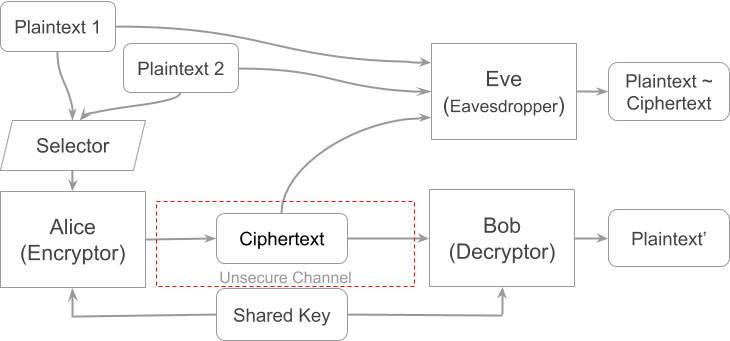 Plaintext 1
Plaintext 2
Selector
Eve
(Eavesdropper)
Plaintext ~
Ciphertext
Alice
(Encryptor)
Ciphertext
Unsecure Channel
Bob
(Decryptor)
Plaintext’
Shared Key